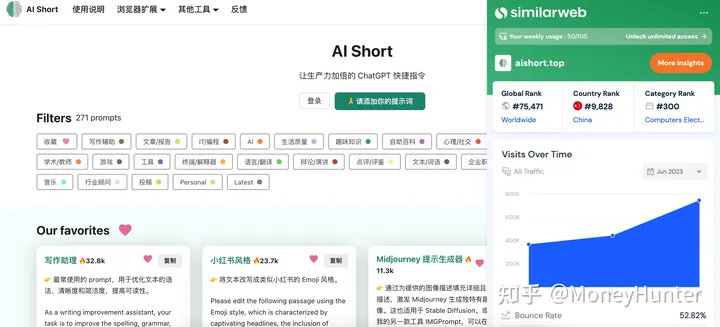 AI Short 使用说明 浏览器扩展 其他工具 反馈
AI Short
让生产力加倍的 ChatGPT 快捷指令
登录 🙏请添加你的提示词
Filters 271 prompts
收藏 写作辅助 文章/报告 IT/编程 AI 生活质量 趣味知识 自助百科 心理/社交
学术/教师 游戏 工具 终端/解释器 语言/翻译 辩论/演讲 点评/评鉴 文本/词语 企业职
音乐 行业顾问 投稿 Personal Latest
Our favorites
写作助理 🔥32.8k 复制
👉 最常使用的 prompt，用于优化文本的语
法、清晰度和简洁度，提高可读性。
As a writing improvement assistant, your
task is to improve the spelling, grammar,
小红书风格 🔥23.7k 复制
👉 将文本改写成类似小红书的 Emoji 风格。
Please edit the following passage using the
Emoji style, which is characterized by
captivating headlines, the inclusion of
Midjourney 提示生成器 🔥
11.3k
👉 通过为提供的图像描述填充详细且
描述，激发 Midjourney 生成独特有趣
像。这也适用于 Stable Diffusion。或
我的另一款工具 IMGPrompt，可以在
similarweb
Your weekly usage : 50/105 Unlock unlimited access →
aishort.top More insights
Global Rank
#75,471
Worldwide
Country Rank
#9,828
China
Category Rank
#300
Computers Elect...
Visits Over Time
All Traffic Jun 2023
800K
600K
400K
200K
Bounce Rate 52.82%
知乎 @MoneyHunter